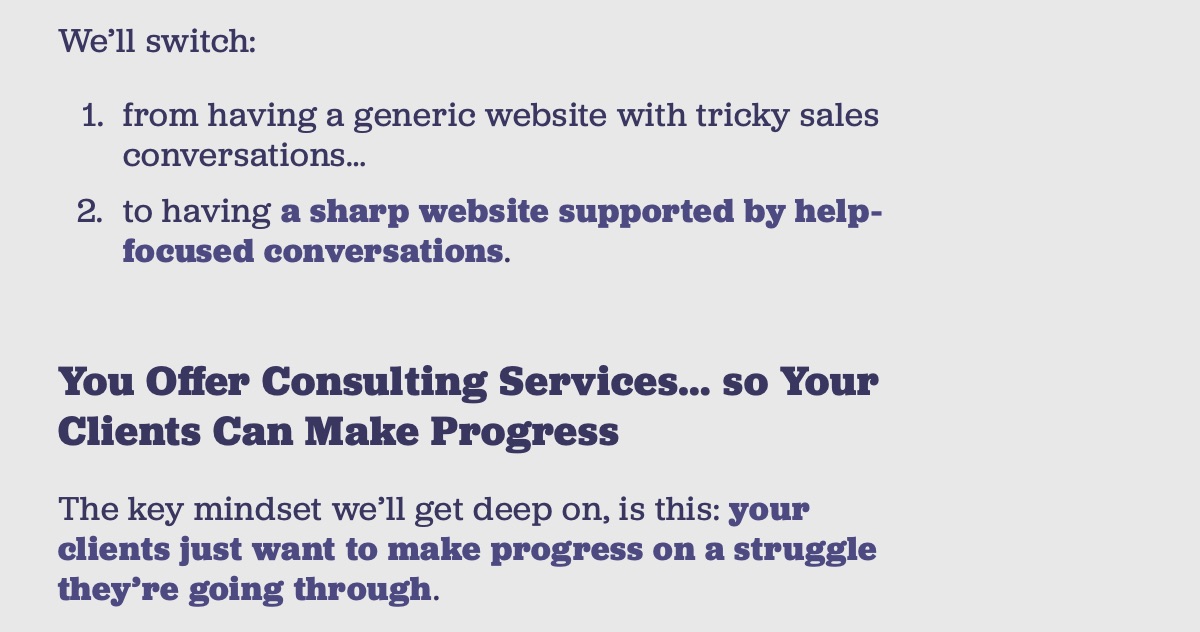 We’ll switch:
1. from having a generic website with tricky sales
conversations…
2. to having a sharp website supported by help-
focused conversations.
You Offer Consulting Services… so Your
Clients Can Make Progress
The key mindset we’ll get deep on, is this: your
clients just want to make progress on a struggle
they’re going through.